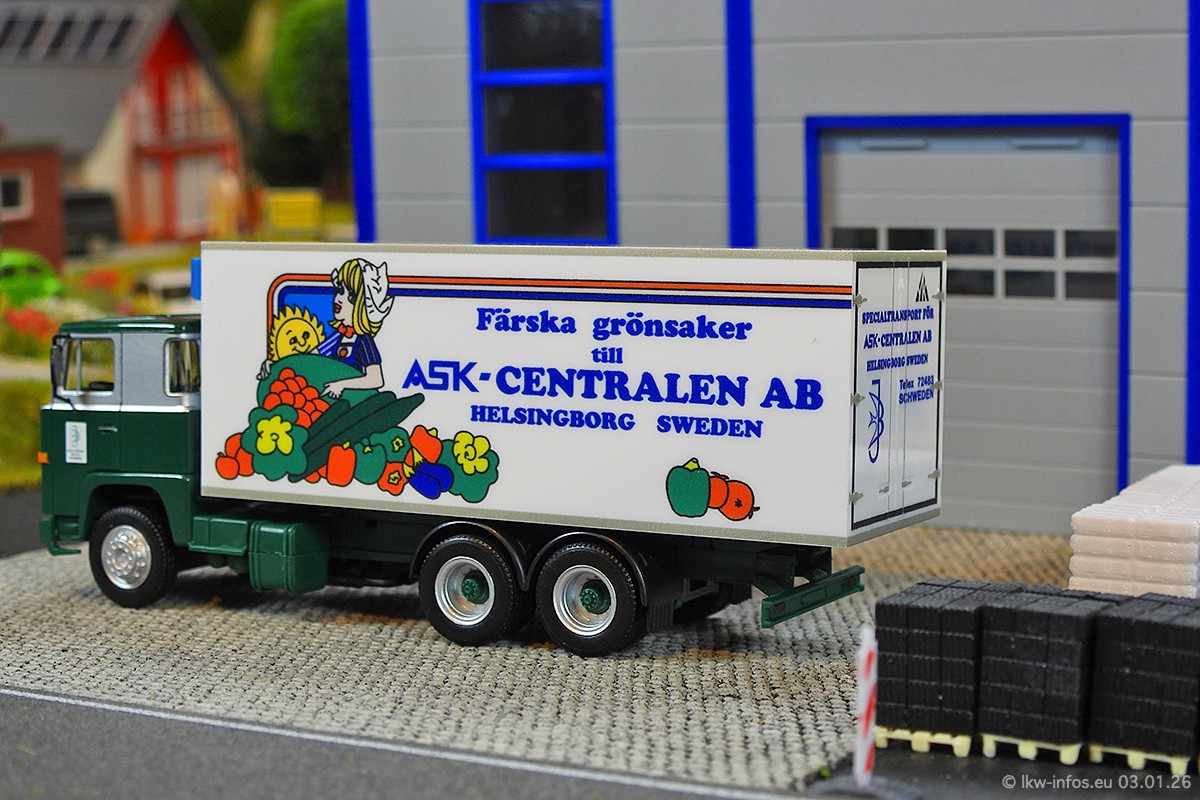 Färska grönsaker
till
ASK-CENTRALEN AB
HELSINGBORG SWEDEN
SPECIALTRANSPORT FÖR
ASK-CENTRALEN AB
HELSINGBORG SWEDEN
Telex 72483
SCHWEDEN
© lkw-infos.eu 03.01.26